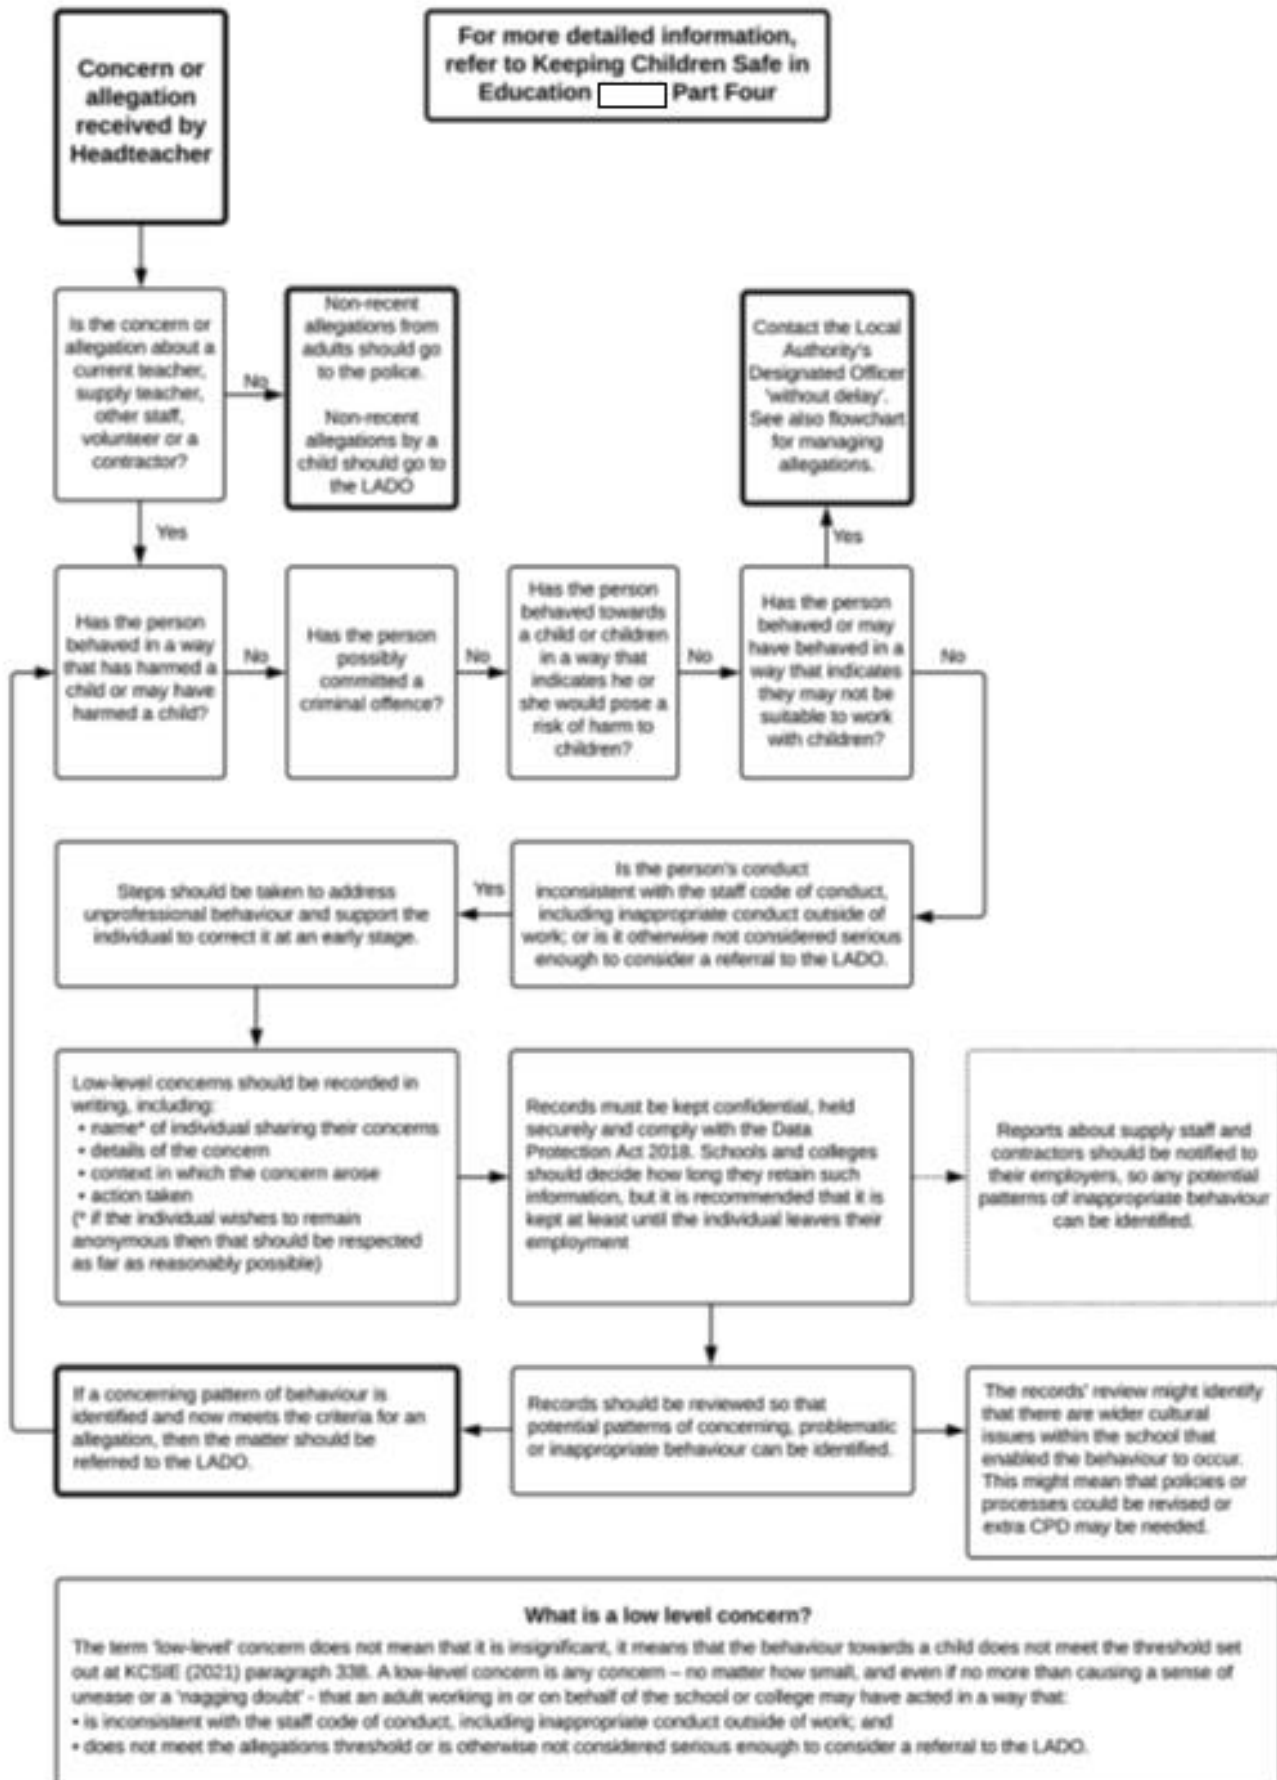 Concern or
allegation
received by
Headteacher
For more detailed information,
refer to Keeping Children Safe in
Education Part Four
Is the concern or
allegation about a
current teacher,
supply teacher,
other staff,
volunteer or a
contractor?
No
Non-recent
allegations from
adults should go
to the police.
Non-recent
allegations by a
child should go to
the LADO
Contact the Local
Authority's
Designated Officer
'without delay'.
See also flowchart
for managing
allegations.
Yes
Yes
Has the person
behaved in a way
that has harmed a
child or may have
harmed a child?
No
Has the person
possibly
committed a
criminal offence?
No
Has the person
behaved towards
a child or children
in a way that
indicates he or
she would pose a
risk of harm to
children?
No
Has the person
behaved or may
have behaved in a
way that indicates
they may not be
suitable to work
with children?
No
Steps should be taken to address
unprofessional behaviour and support the
individual to correct it at an early stage.
Yes
Is the person's conduct
inconsistent with the staff code of conduct,
including inappropriate conduct outside of
work; or is it otherwise not considered serious
enough to consider a referral to the LADO.
Low-level concerns should be recorded in
writing, including:
• name* of individual sharing their concerns
• details of the concern
• context in which the concern arose
• action taken
(* if the individual wishes to remain
anonymous then that should be respected
as far as reasonably possible)
Records must be kept confidential, held
securely and comply with the Data
Protection Act 2018. Schools and colleges
should decide how long they retain such
information, but it is recommended that it is
kept at least until the individual leaves their
employment
Reports about supply staff and
contractors should be notified to
their employers, so any potential
patterns of inappropriate behaviour
can be identified.
If a concerning pattern of behaviour is
identified and now meets the criteria for an
allegation, then the matter should be
referred to the LADO.
Records should be reviewed so that
potential patterns of concerning, problematic
or inappropriate behaviour can be identified.
The records' review might identify
that there are wider cultural
issues within the school that
enabled the behaviour to occur.
This might mean that policies or
processes could be revised or
extra CPD may be needed.
What is a low level concern?
The term 'low-level' concern does not mean that it is insignificant, it means that the behaviour towards a child does not meet the threshold set
out at KCSIE (2021) paragraph 338. A low-level concern is any concern – no matter how small, and even if no more than causing a sense of
unease or a 'nagging doubt' - that an adult working in or on behalf of the school or college may have acted in a way that:
• is inconsistent with the staff code of conduct, including inappropriate conduct outside of work; and
• does not meet the allegations threshold or is otherwise not considered serious enough to consider a referral to the LADO.